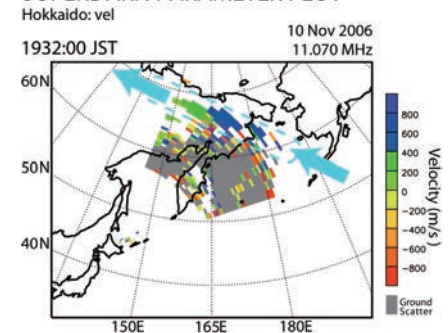 Hokkaido: vel
10 Nov 2006
1932:00 JST
11.070 MHz
60N
50N
40N
150E
165E
180E
800
600
400
200
0
−200
−400
−600
−800
Velocity (m/s)
Ground
Scatter